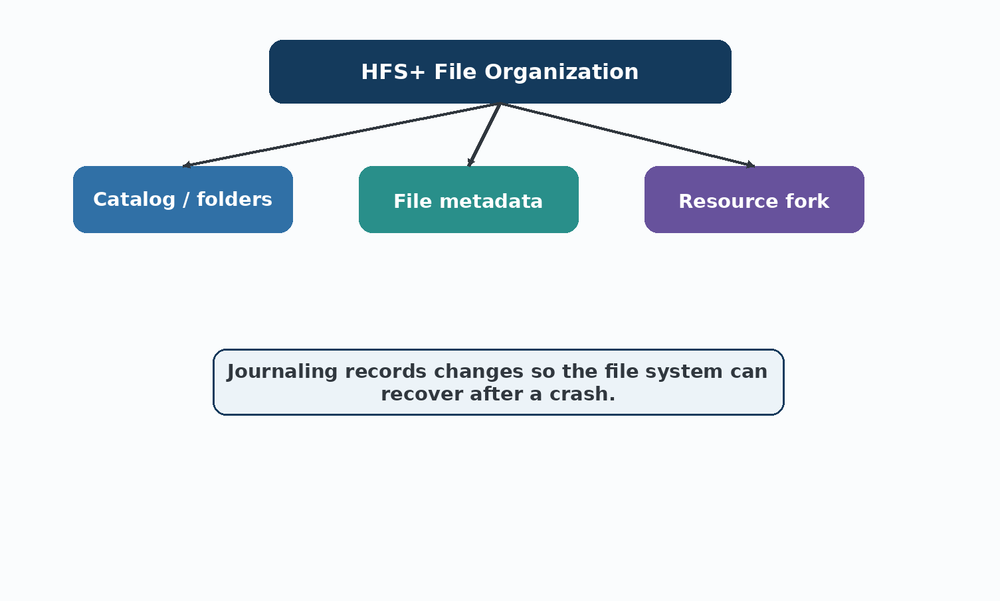 HFS+ File Organization
Catalog / folders
File metadata
Resource fork
Journaling records changes so the file system can
recover after a crash.